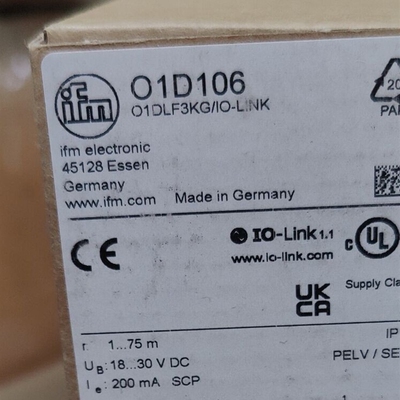 ifm
O1D106
O1DLF3KG/IO-LINK
ifm electronic
45128 Essen
Germany
www.ifm.com Made in Germany
20
PAP
CE
IO-Link 1.1
www.io-link.com
c UL
Supply Cla
UK
CA
r 1...75 m
IP
UB: 18...30 V DC
PELV / SE
Ie: 200 mA SCP